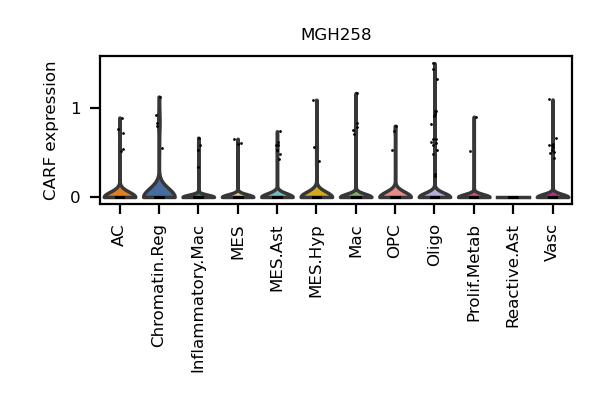 MGH258
CARF expression
1
0
AC
Chromatin.Reg
Inflammatory.Mac
MES
MES.Ast
MES.Hyp
Mac
OPC
Oligo
Prolif.Metab
Reactive.Ast
Vasc